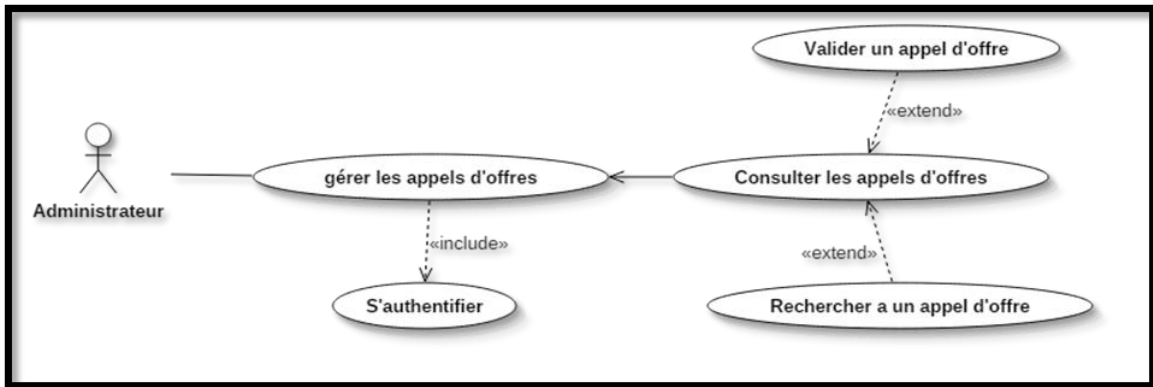 Valider un appel d'offre
«extend»
Administrateur
gérer les appels d'offres
Consulter les appels d'offres
«include»
«extend»
S'authentifier
Rechercher a un appel d'offre